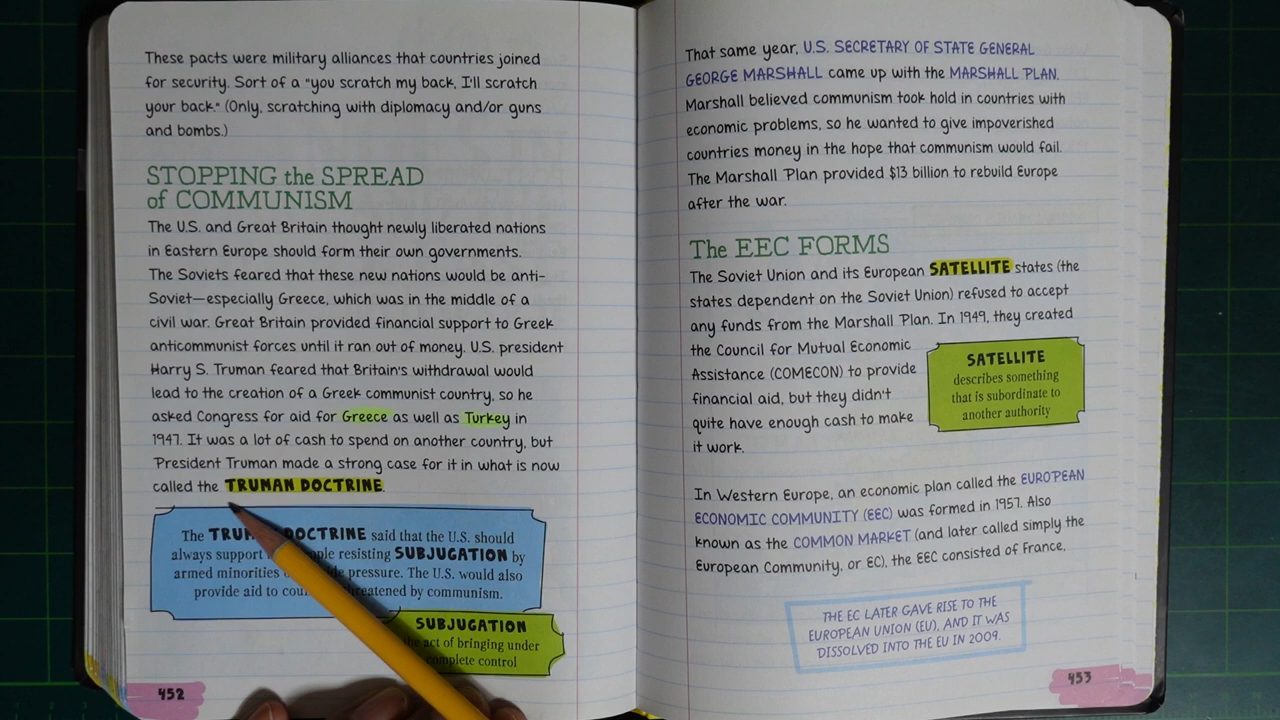 These pacts were military alliances that countries joined
for security. Sort of a "you scratch my back, I'll scratch
your back." (Only, scratching with diplomacy and/or guns
and bombs.)
STOPPING the SPREAD
of COMMUNISM
The U.S. and Great Britain thought newly liberated nations
in Eastern Europe should form their own governments.
The Soviets feared that these new nations would be anti-
Soviet—especially Greece, which was in the middle of a
civil war. Great Britain provided financial support to Greek
anticommunist forces until it ran out of money. U.S. president
Harry S. Truman feared that Britain's withdrawal would
lead to the creation of a Greek communist country, so he
asked Congress for aid for Greece as well as Turkey in
1947. It was a lot of cash to spend on another country, but
President Truman made a strong case for it in what is now
called the TRUMAN DOCTRINE.
The DOCTRINE said that the U.S. should
always support resisting SUBJUGATION by
armed minorities pressure. The U.S. would also
provide aid to threatened by communism.
SUBJUGATION
act of bringing under
complete control
452
That same year, U.S. SECRETARY OF STATE GENERAL
GEORGE MARSHALL came up with the MARSHALL PLAN.
Marshall believed communism took hold in countries with
economic problems, so he wanted to give impoverished
countries money in the hope that communism would fail.
The Marshall Plan provided $13 billion to rebuild Europe
after the war.
The EEC FORMS
The Soviet Union and its European SATELLITE states (the
states dependent on the Soviet Union) refused to accept
any funds from the Marshall Plan. In 1949, they created
the Council for Mutual Economic
Assistance (COMECON) to provide
financial aid, but they didn't
quite have enough cash to make
it work.
SATELLITE
describes something
that is subordinate to
another authority
In Western Europe, an economic plan called the EUROPEAN
ECONOMIC COMMUNITY (EEC) was formed in 1957. Also
known as the COMMON MARKET (and later called simply the
European Community, or EC), the EEC consisted of France,
THE EC LATER GAVE RISE TO THE
EUROPEAN UNION (EU), AND IT WAS
DISSOLVED INTO THE EU IN 2009.
453